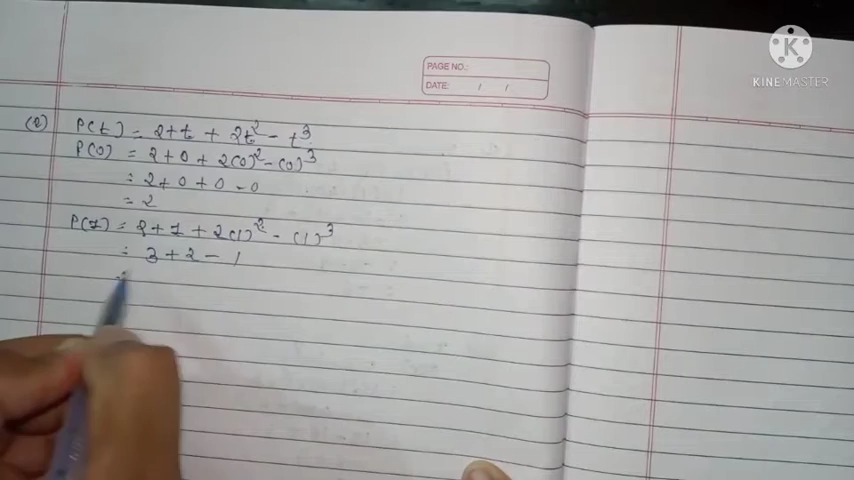 PAGE NO.:
DATE: / /
K
KINEMASTER
(2) P(t) = 2+t + 2t² - t³
P(0) = 2+0 + 2(0)² - (0)³
= 2+0+0-0
= 2
P(1) = 2+1+2(1)² - (1)³
= 3+2-1
=